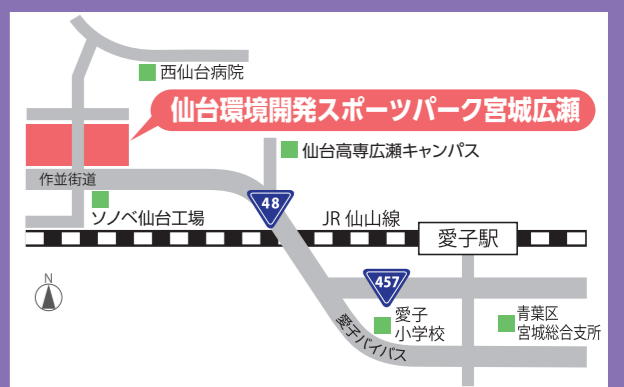 西仙台病院
仙台環境開発スポーツパーク宮城広瀬
仙台高専広瀬キャンパス
作並街道
48
ソノベ仙台工場
JR 仙山線
愛子駅
N
457
愛子
小学校
青葉区
宮城総合支所
愛子バイパス